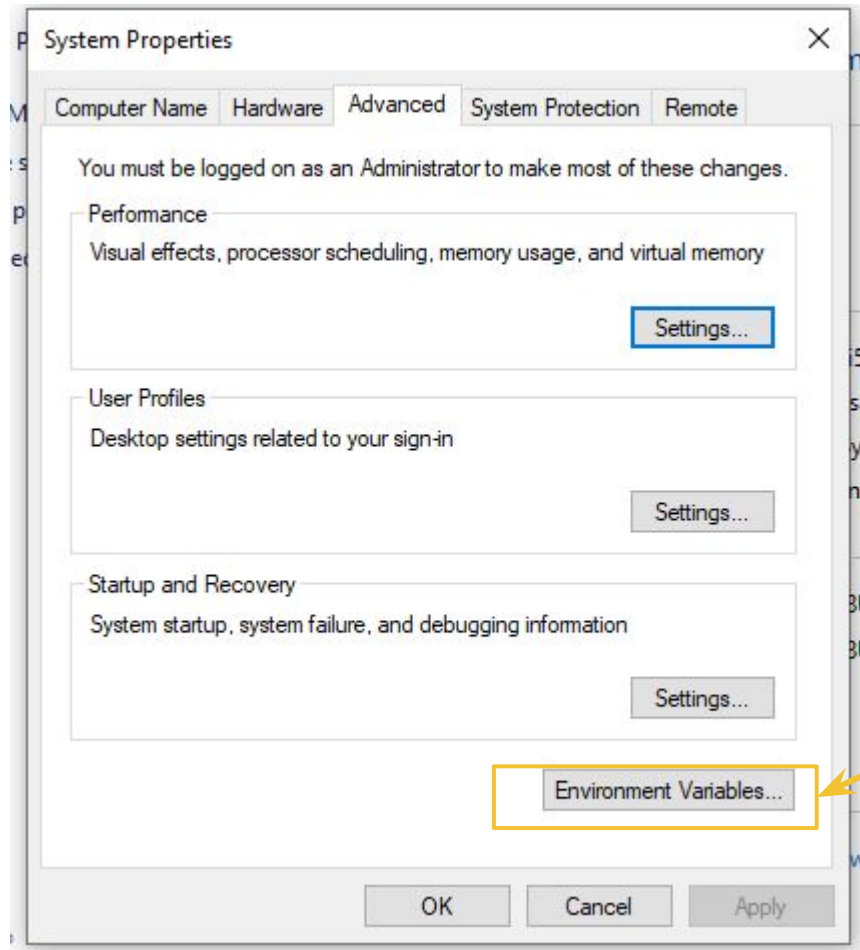 System Properties
Computer Name Hardware Advanced System Protection Remote
You must be logged on as an Administrator to make most of these changes.
Performance
Visual effects, processor scheduling, memory usage, and virtual memory
Settings...
User Profiles
Desktop settings related to your sign-in
Settings...
Startup and Recovery
System startup, system failure, and debugging information
Settings...
Environment Variables...
OK Cancel Apply